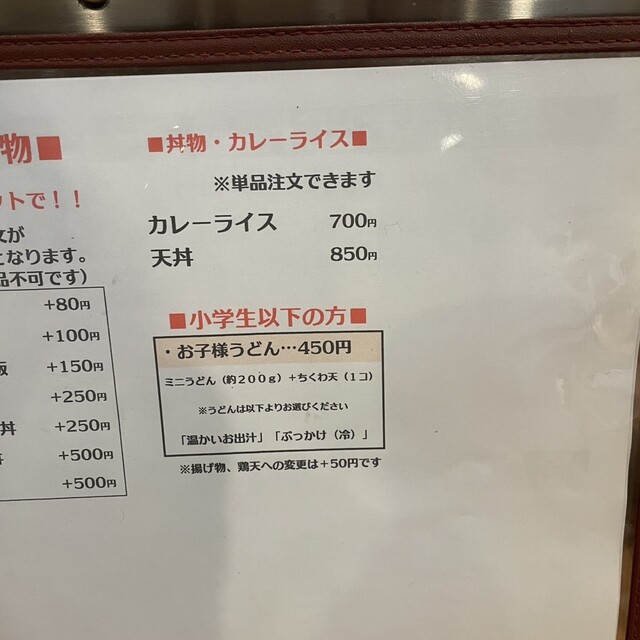 物■
ットで！！
文が
となります。
品不可です）
+80円
+100円
飯 +150円
+250円
丼 +250円
+500円
+500円
■丼物・カレーライス■
※単品注文できます
カレーライス 700円
天丼 850円
■小学生以下の方■
・お子様うどん…450円
ミニうどん（約２００ｇ）＋ちくわ天（１コ）
※うどんは以下よりお選びください
「温かいお出汁」「ぶっかけ（冷）」
※揚げ物、鶏天への変更は＋50円です